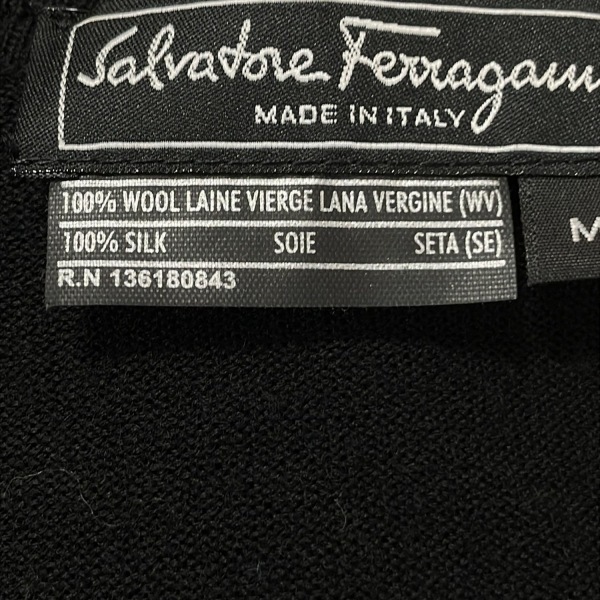 Salvatore Ferragam
MADE IN ITALY
100% WOOL LAINE VIERGE LANA VERGINE (WV)
100% SILK SOIE SETA (SE)
R.N 136180843
M